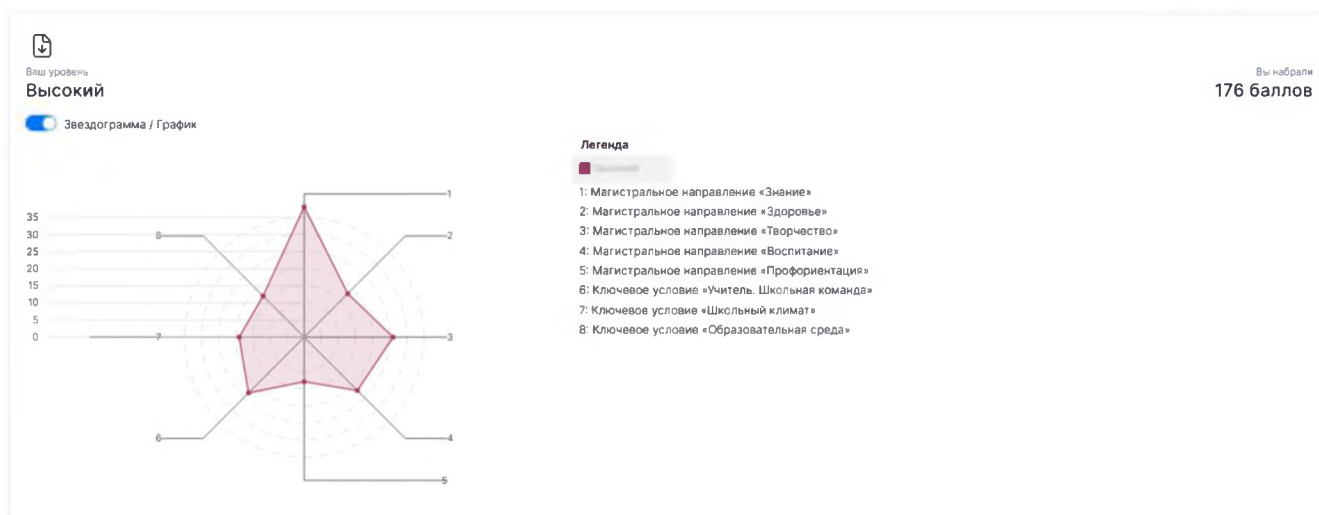 Ваш уровень
Высокий
Вы набрали
176 баллов
Звездограмма / График
35
30
25
20
15
10
5
0
1
2
3
4
5
6
7
8
Легенда
1: Магистральное направление «Знание»
2: Магистральное направление «Здоровье»
3: Магистральное направление «Творчество»
4: Магистральное направление «Воспитание»
5: Магистральное направление «Профориентация»
6: Ключевое условие «Учитель. Школьная команда»
7: Ключевое условие «Школьный климат»
8: Ключевое условие «Образовательная среда»